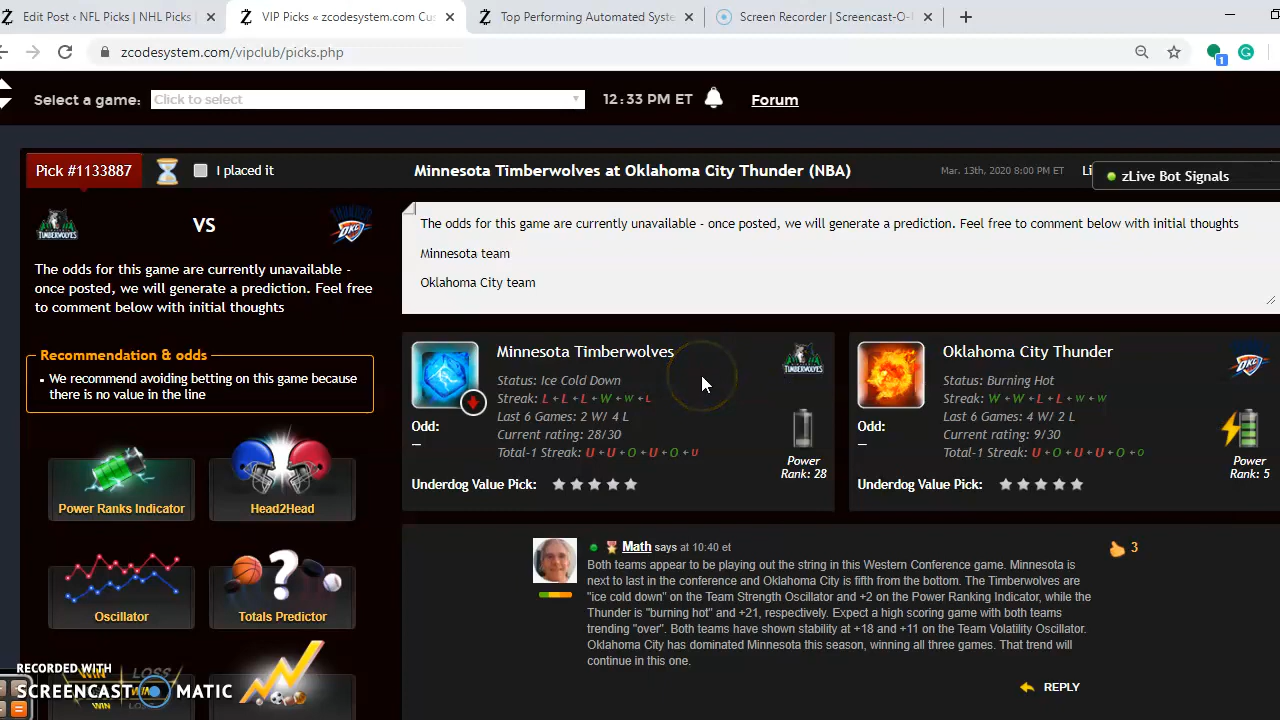 Edit Post ‹ NFL Picks | NHL Picks |
VIP Picks « zcodesystem.com Cus
Top Performing Automated Syste
Screen Recorder | Screencast-O-
zcodesystem.com/vipclub/picks.php
1
Select a game:
Click to select
12:33 PM ET
Forum
Pick #1133887
I placed it
Minnesota Timberwolves at Oklahoma City Thunder (NBA)
Mar. 13th, 2020 8:00 PM ET
Li
zLive Bot Signals
TIMBERWOLVES
VS
THUNDER
OKC
The odds for this game are currently unavailable -
once posted, we will generate a prediction. Feel free
to comment below with initial thoughts
The odds for this game are currently unavailable - once posted, we will generate a prediction. Feel free to comment below with initial thoughts
Minnesota team
Oklahoma City team
Recommendation & odds
We recommend avoiding betting on this game because
there is no value in the line
Power Ranks Indicator
Head2Head
Oscillator
Totals Predictor
Minnesota Timberwolves
Status: Ice Cold Down
Streak: L ← L ← L ← W ← W ← L
Last 6 Games: 2 W/ 4 L
Current rating: 28/30
Total-1 Streak: U ← U ← O ← U ← O ← U
Odd:
—
Underdog Value Pick:
TIMBERWOLVES
Power
Rank: 28
Oklahoma City Thunder
Status: Burning Hot
Streak: W ← W ← L ← L ← W ← W
Last 6 Games: 4 W/ 2 L
Current rating: 9/30
Total-1 Streak: U ← O ← U ← U ← O ← O
Odd:
—
Underdog Value Pick:
OKC
Power
Rank: 5
Math says at 10:40 et
3
Both teams appear to be playing out the string in this Western Conference game. Minnesota is
next to last in the conference and Oklahoma City is fifth from the bottom. The Timberwolves are
"ice cold down" on the Team Strength Oscillator and +2 on the Power Ranking Indicator, while the
Thunder is "burning hot" and +21, respectively. Expect a high scoring game with both teams
trending "over". Both teams have shown stability at +18 and +11 on the Team Volatility Oscillator.
Oklahoma City has dominated Minnesota this season, winning all three games. That trend will
continue in this one.
REPLY
RECORDED WITH
SCREENCAST MATIC
WIN
LOSS
WIN
WIN